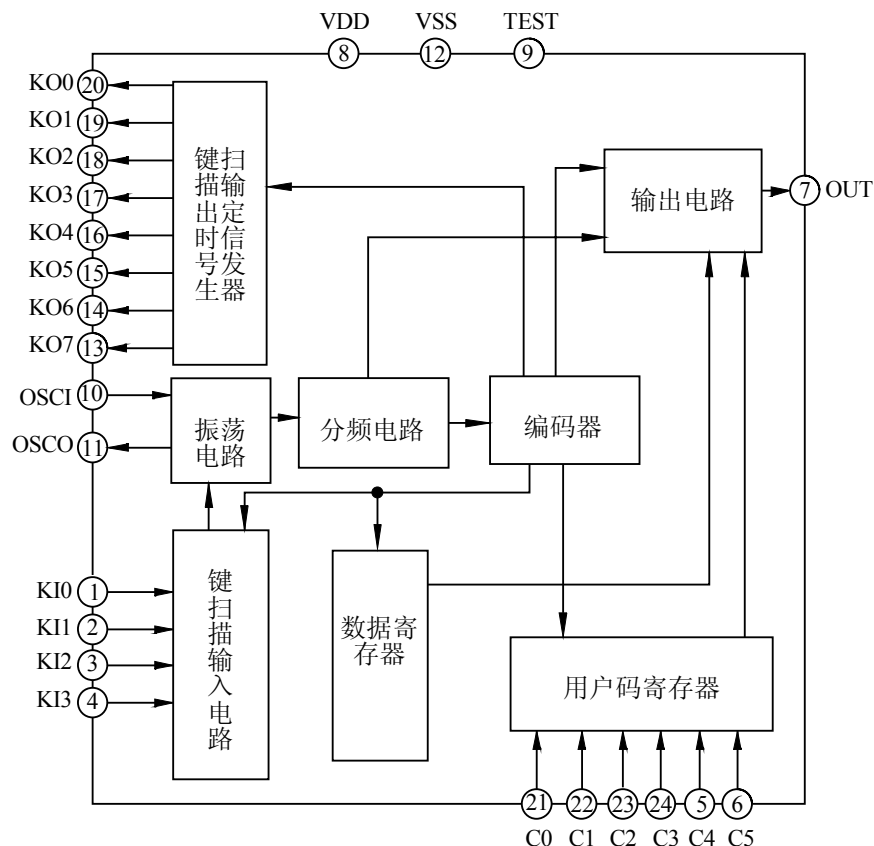 VDD VSS TEST
8 12 9
KO0 20
KO1 19
KO2 18
KO3 17
KO4 16
KO5 15
KO6 14
KO7 13
键扫
描输
出定
时信
号发
生器
输出电路
7 OUT
OSCI 10
OSCO 11
振荡
电路
分频电路
编码器
KI0 1
KI1 2
KI2 3
KI3 4
键
扫
描
输
入
电
路
数据寄
存器
用户码寄存器
21 22 23 24 5 6
C0 C1 C2 C3 C4 C5